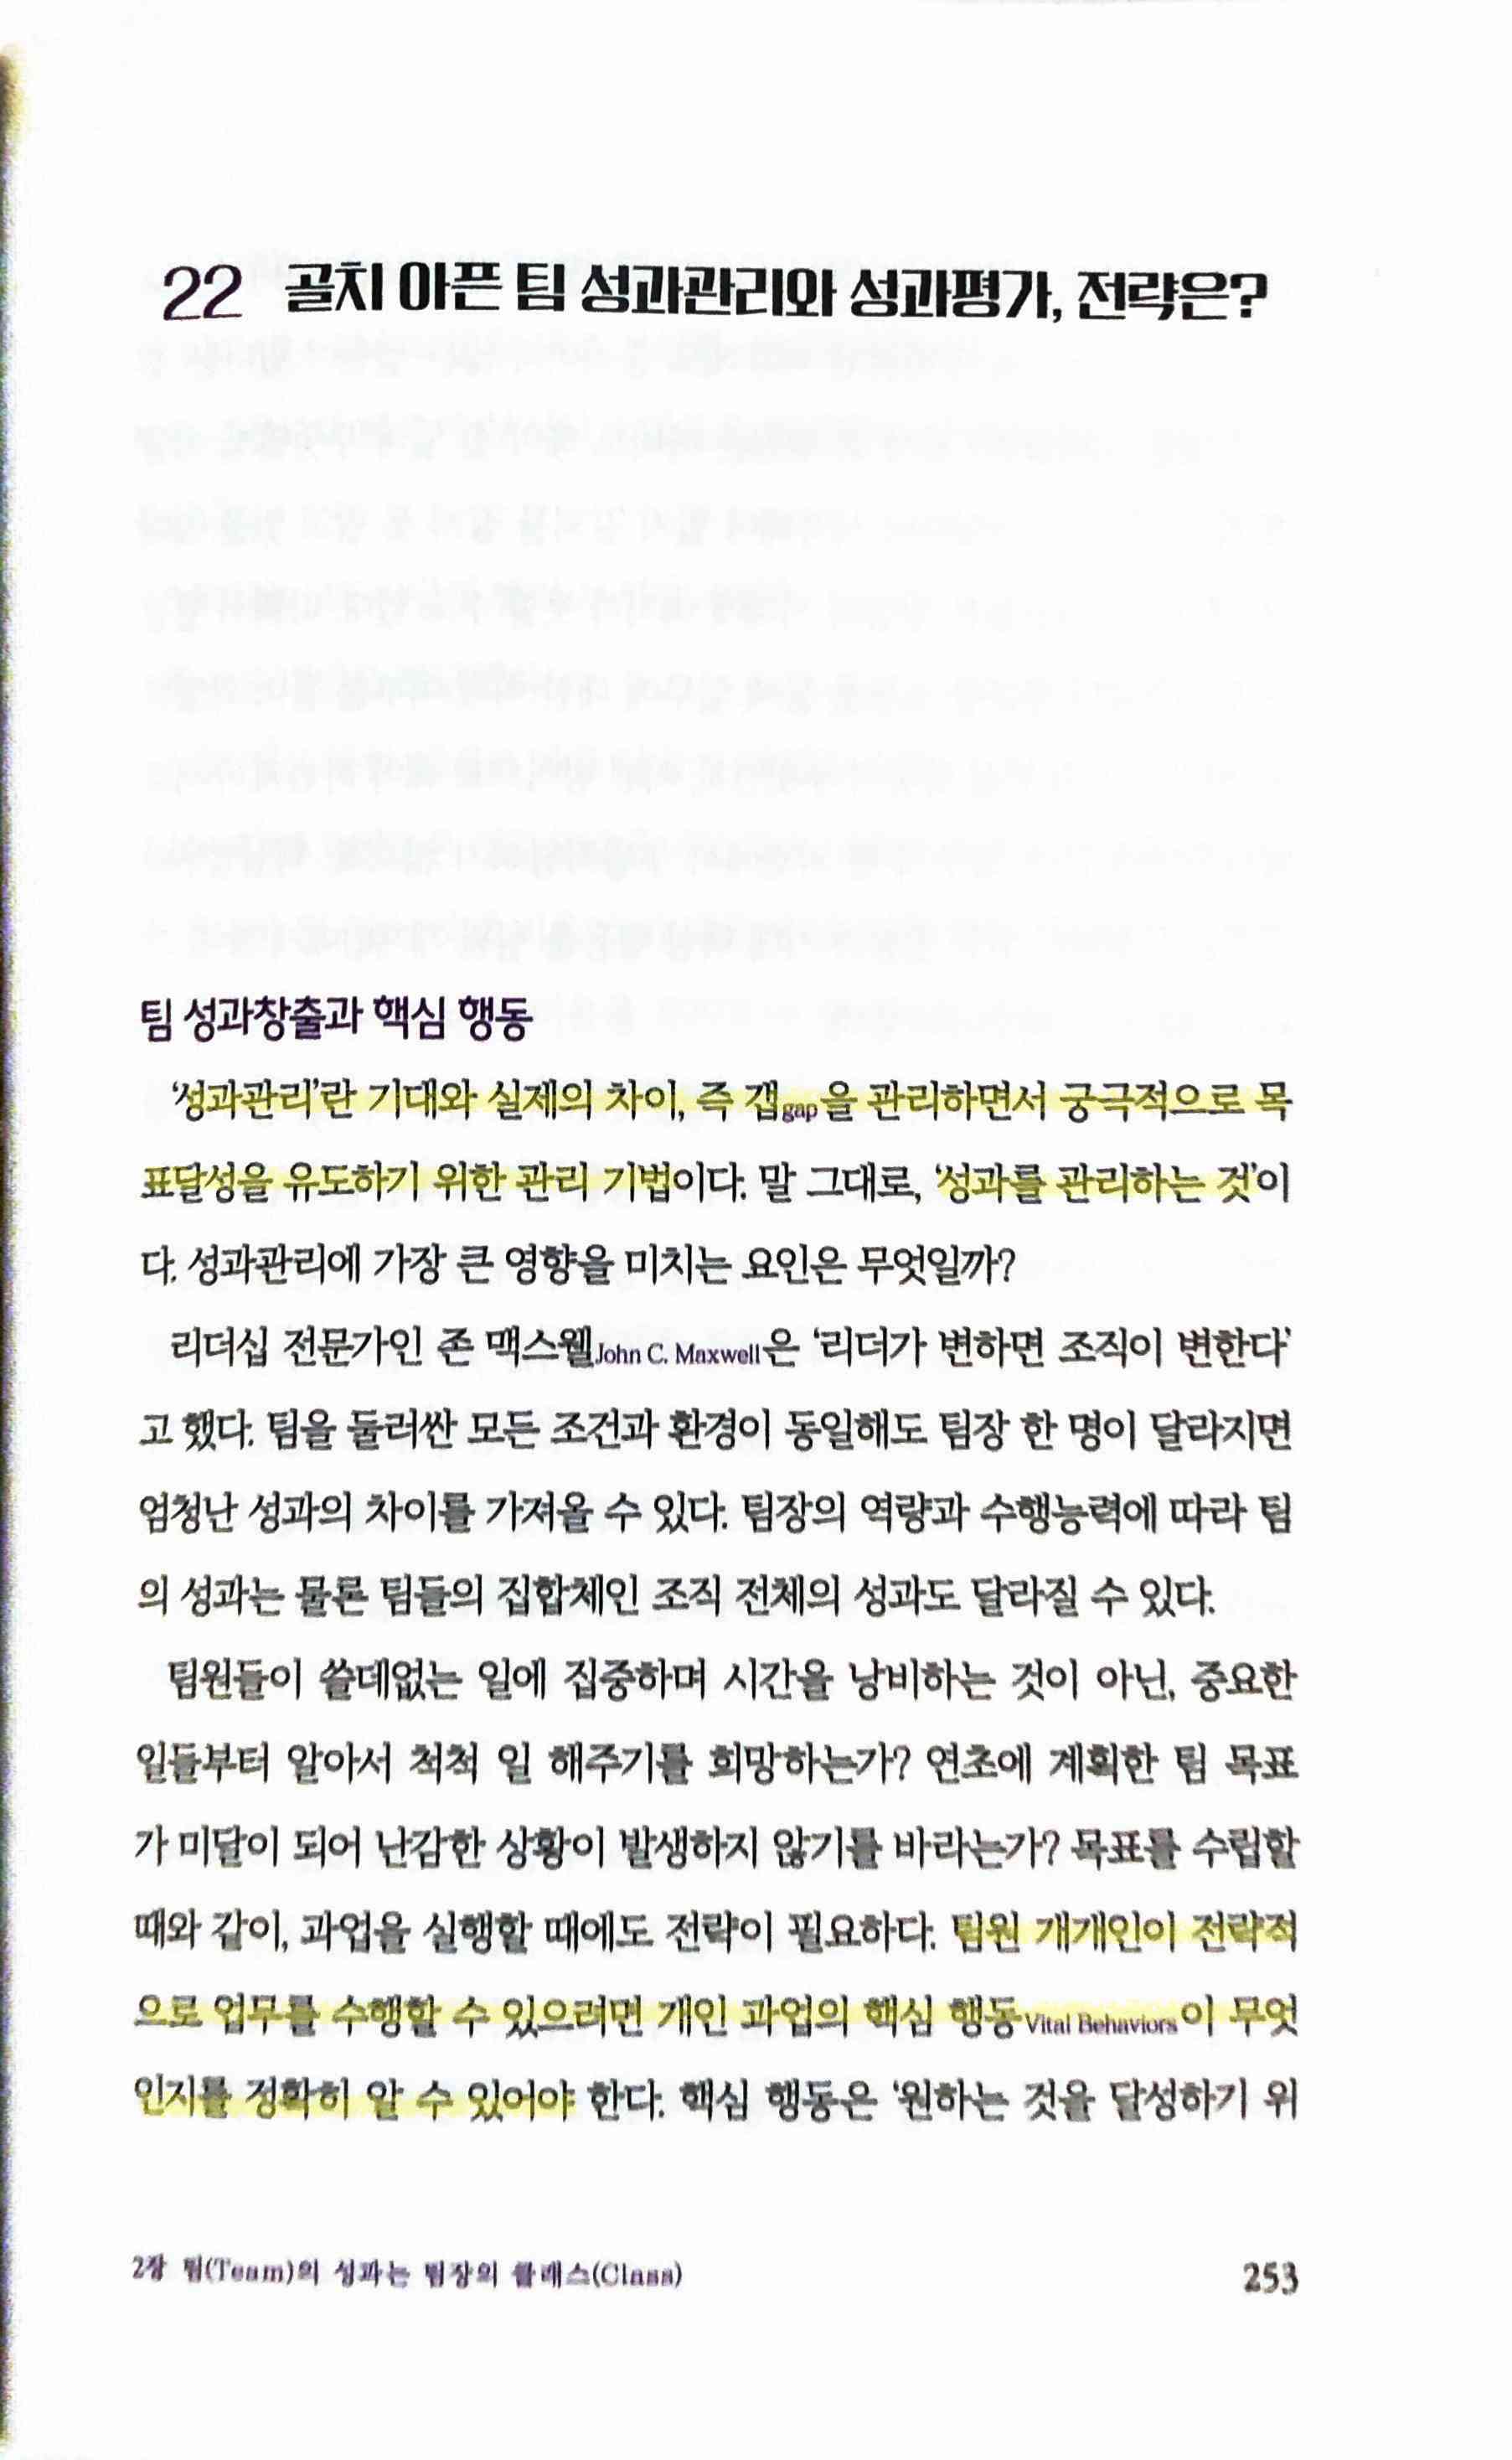 22 골치 아픈 팀 성과관리와 성과평가, 전략은?
팀 성과창출과 핵심 행동
‘성과관리’란 기대와 실제의 차이, 즉 갭gap을 관리하면서 궁극적으로 목
표달성을 유도하기 위한 관리 기법이다. 말 그대로, ‘성과를 관리하는 것’이
다. 성과관리에 가장 큰 영향을 미치는 요인은 무엇일까?
리더십 전문가인 존 맥스웰John C. Maxwell은 ‘리더가 변하면 조직이 변한다’
고 했다. 팀을 둘러싼 모든 조건과 환경이 동일해도 팀장 한 명이 달라지면
엄청난 성과의 차이를 가져올 수 있다. 팀장의 역량과 수행능력에 따라 팀
의 성과는 물론 팀들의 집합체인 조직 전체의 성과도 달라질 수 있다.
팀원들이 쓸데없는 일에 집중하며 시간을 낭비하는 것이 아닌, 중요한
일들부터 알아서 척척 일 해주기를 희망하는가? 연초에 계획한 팀 목표
가 미달이 되어 난감한 상황이 발생하지 않기를 바라는가? 목표를 수립할
때와 같이, 과업을 실행할 때에도 전략이 필요하다. 팀원 개개인이 전략적
으로 업무를 수행할 수 있으려면 개인 과업의 핵심 행동Vital Behaviors이 무엇
인지를 정확히 알 수 있어야 한다. 핵심 행동은 ‘원하는 것을 달성하기 위
2장 팀(Team)의 성과는 팀장의 클래스(Class)
253